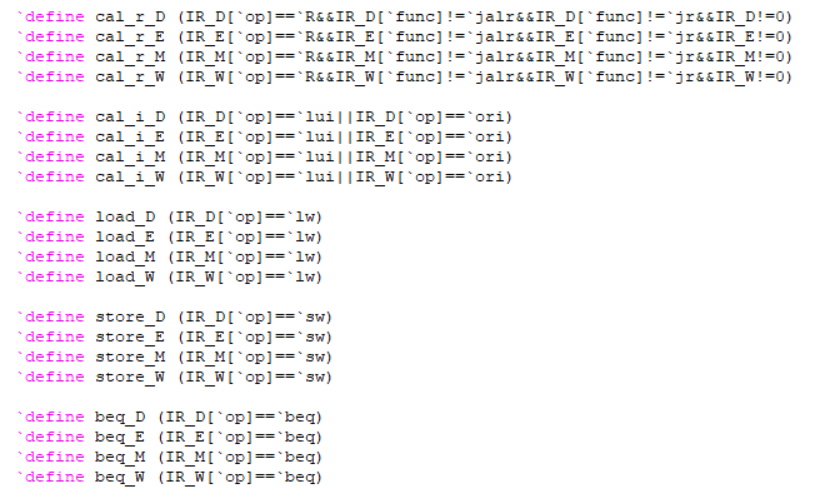 `define cal_r_D (IR_D[`op]==`R&&IR_D[`func]!=`jalr&&IR_D[`func]!=`jr&&IR_D!=0)
`define cal_r_E (IR_E[`op]==`R&&IR_E[`func]!=`jalr&&IR_E[`func]!=`jr&&IR_E!=0)
`define cal_r_M (IR_M[`op]==`R&&IR_M[`func]!=`jalr&&IR_M[`func]!=`jr&&IR_M!=0)
`define cal_r_W (IR_W[`op]==`R&&IR_W[`func]!=`jalr&&IR_W[`func]!=`jr&&IR_W!=0)
`define cal_i_D (IR_D[`op]==`lui||IR_D[`op]==`ori)
`define cal_i_E (IR_E[`op]==`lui||IR_E[`op]==`ori)
`define cal_i_M (IR_M[`op]==`lui||IR_M[`op]==`ori)
`define cal_i_W (IR_W[`op]==`lui||IR_W[`op]==`ori)
`define load_D (IR_D[`op]==`lw)
`define load_E (IR_E[`op]==`lw)
`define load_M (IR_M[`op]==`lw)
`define load_W (IR_W[`op]==`lw)
`define store_D (IR_D[`op]==`sw)
`define store_E (IR_E[`op]==`sw)
`define store_M (IR_M[`op]==`sw)
`define store_W (IR_W[`op]==`sw)
`define beq_D (IR_D[`op]==`beq)
`define beq_E (IR_E[`op]==`beq)
`define beq_M (IR_M[`op]==`beq)
`define beq_W (IR_W[`op]==`beq)